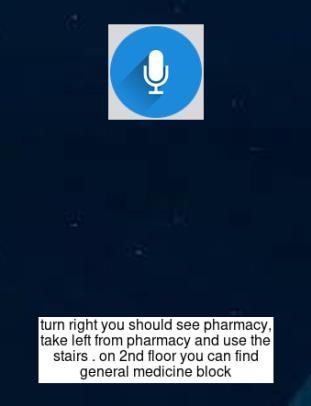 turn right you should see pharmacy,
take left from pharmacy and use the
stairs . on 2nd floor you can find
general medicine block